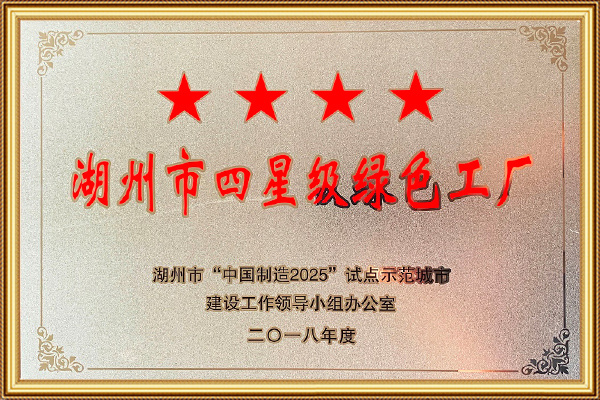 湖州市四星级绿色工厂
湖州市“中国制造2025”试点示范城市
建设工作领导小组办公室
二〇一八年度